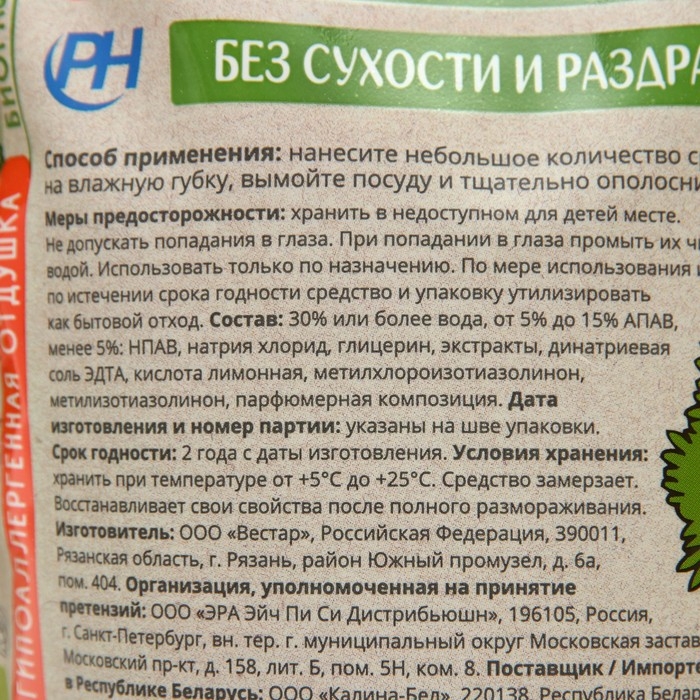 РН
БЕЗ СУХОСТИ И РАЗДРА
ГИПОАЛЛЕРГЕННАЯ ОТДУШКА
Способ применения: нанесите небольшое количество
на влажную губку, вымойте посуду и тщательно ополосни
Меры предосторожности: хранить в недоступном для детей месте.
Не допускать попадания в глаза. При попадании в глаза промыть их
водой. Использовать только по назначению. По мере использования
по истечении срока годности средство и упаковку утилизировать
как бытовой отход. Состав: 30% или более вода, от 5% до 15% АПАВ,
менее 5%: НПАВ, натрия хлорид, глицерин, экстракты, динатриевая
соль ЭДТА, кислота лимонная, метилхлороизотиазолинон,
метилизотиазолинон, парфюмерная композиция. Дата
изготовления и номер партии: указаны на шве упаковки.
Срок годности: 2 года с даты изготовления. Условия хранения:
хранить при температуре от +5°С до +25°С. Средство замерзает.
Восстанавливает свои свойства после полного размораживания.
Изготовитель: ООО «Вестар», Российская Федерация, 390011,
Рязанская область, г. Рязань, район Южный промузел, д. 6а,
пом. 404. Организация, уполномоченная на принятие
претензий: ООО «ЭРА Эйч Пи Си Дистрибьюшн», 196105, Россия,
г. Санкт-Петербург, вн. тер. г. муниципальный округ Московская застав
Московский пр-кт, д. 158, лит. Б, пом. 5Н, ком. 8. Поставщик / Импорте
в Республике Беларусь: ООО «Калина-Бел», 220138, Республика Бела